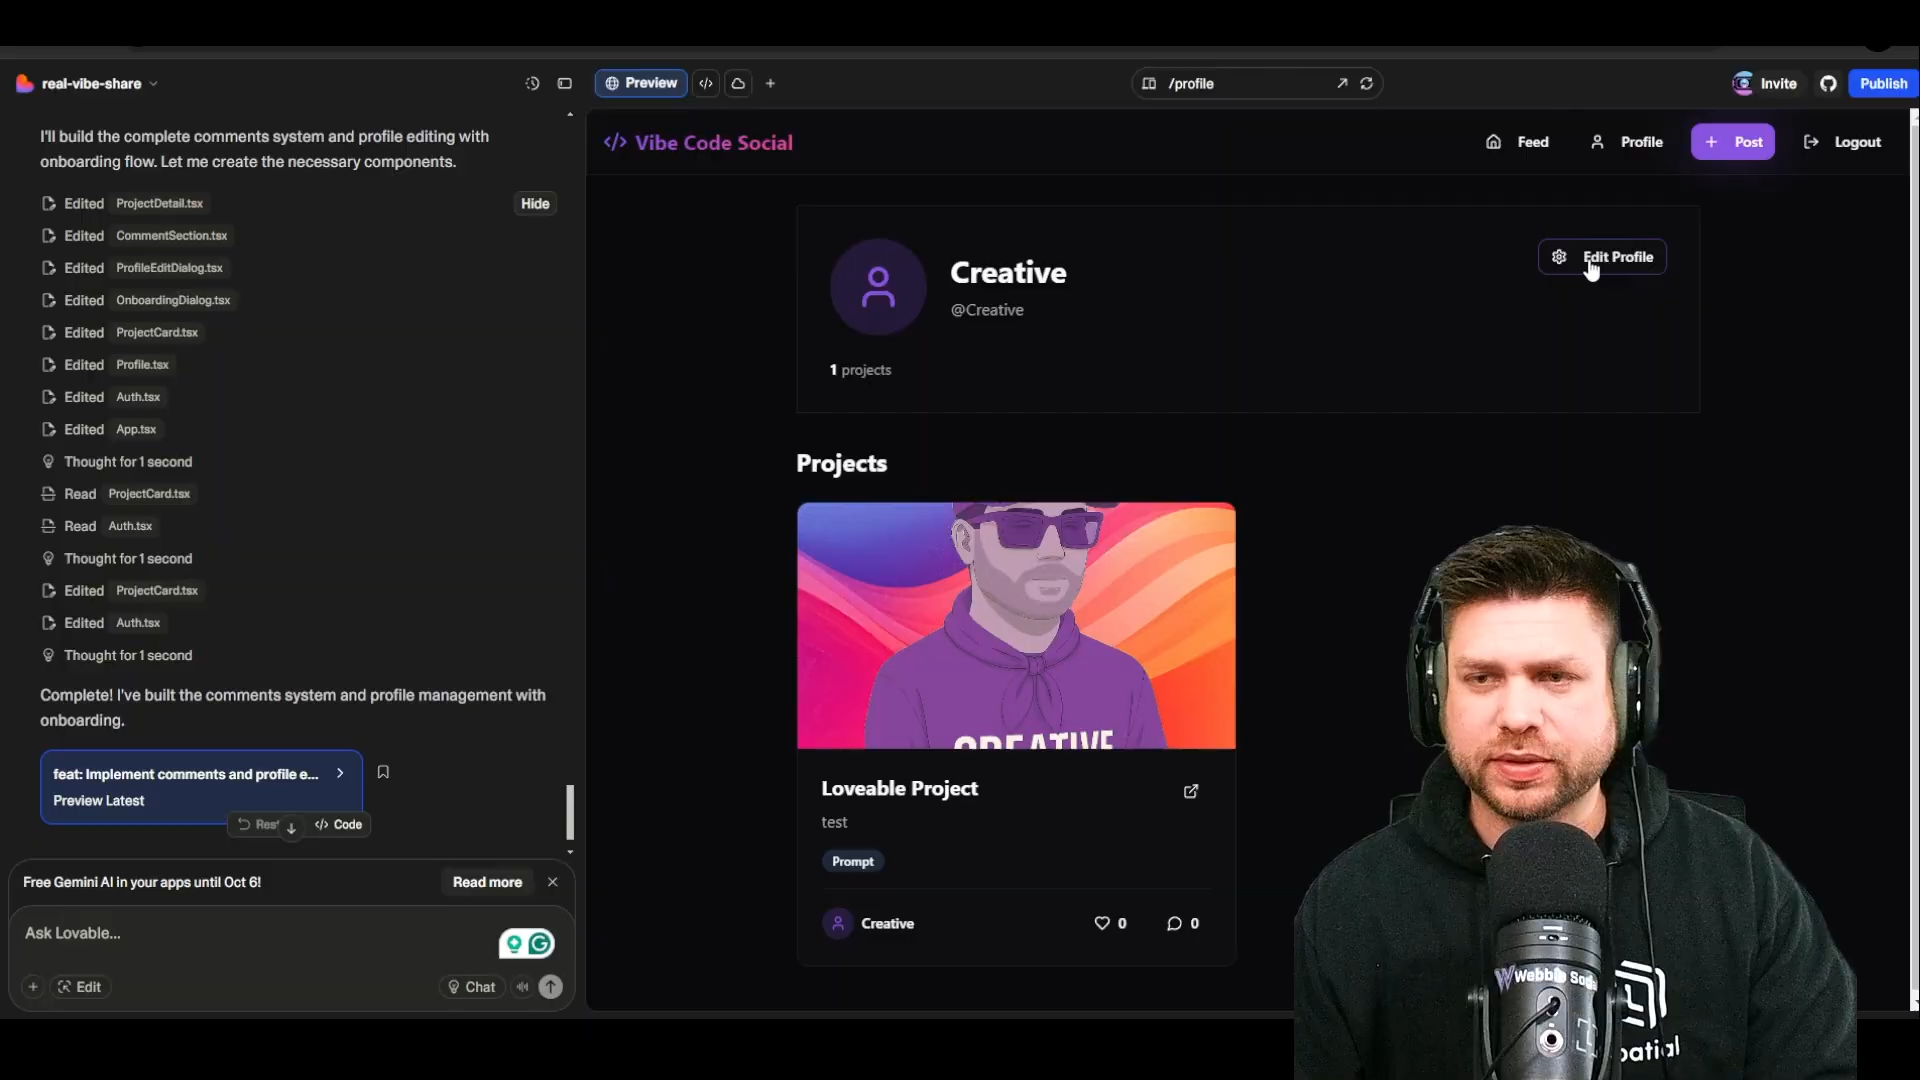 real-vibe-share
Preview
/profile
Invite
Publish
I'll build the complete comments system and profile editing with
onboarding flow. Let me create the necessary components.
Edited ProjectDetail.tsx
Hide
Edited CommentSection.tsx
Edited ProfileEditDialog.tsx
Edited OnboardingDialog.tsx
Edited ProjectCard.tsx
Edited Profile.tsx
Edited Auth.tsx
Edited App.tsx
Thought for 1 second
Read ProjectCard.tsx
Read Auth.tsx
Thought for 1 second
Edited ProjectCard.tsx
Edited Auth.tsx
Thought for 1 second
Complete! I've built the comments system and profile management with
onboarding.
feat: Implement comments and profile e...
Preview Latest
Code
Free Gemini AI in your apps until Oct 6!
Read more
Ask Lovable...
Edit
Chat
</> Vibe Code Social
Feed
Profile
+ Post
Logout
Creative
@Creative
Edit Profile
1 projects
Projects
CREATIVE
Loveable Project
test
Prompt
Creative
0
0
Webbie
patial